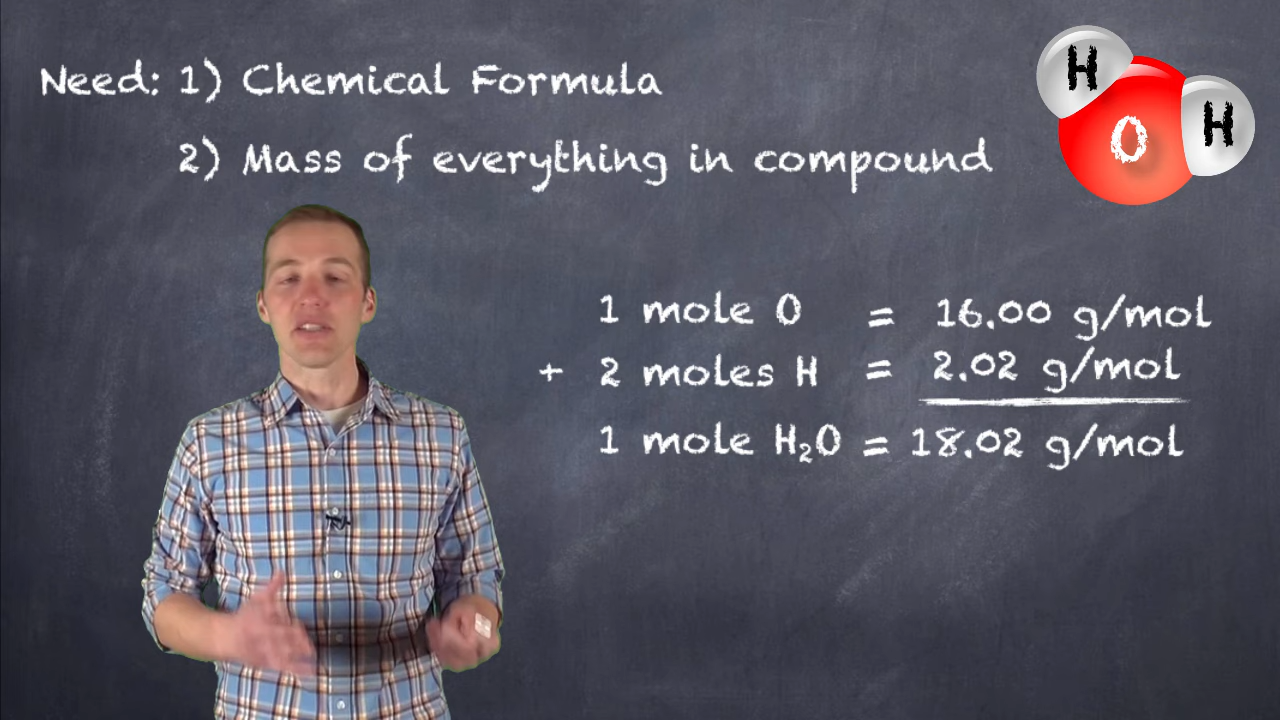 Need: 1) Chemical Formula
2) Mass of everything in compound
H
O
H
1 mole O = 16.00 g/mol
+ 2 moles H = 2.02 g/mol
1 mole H₂O = 18.02 g/mol